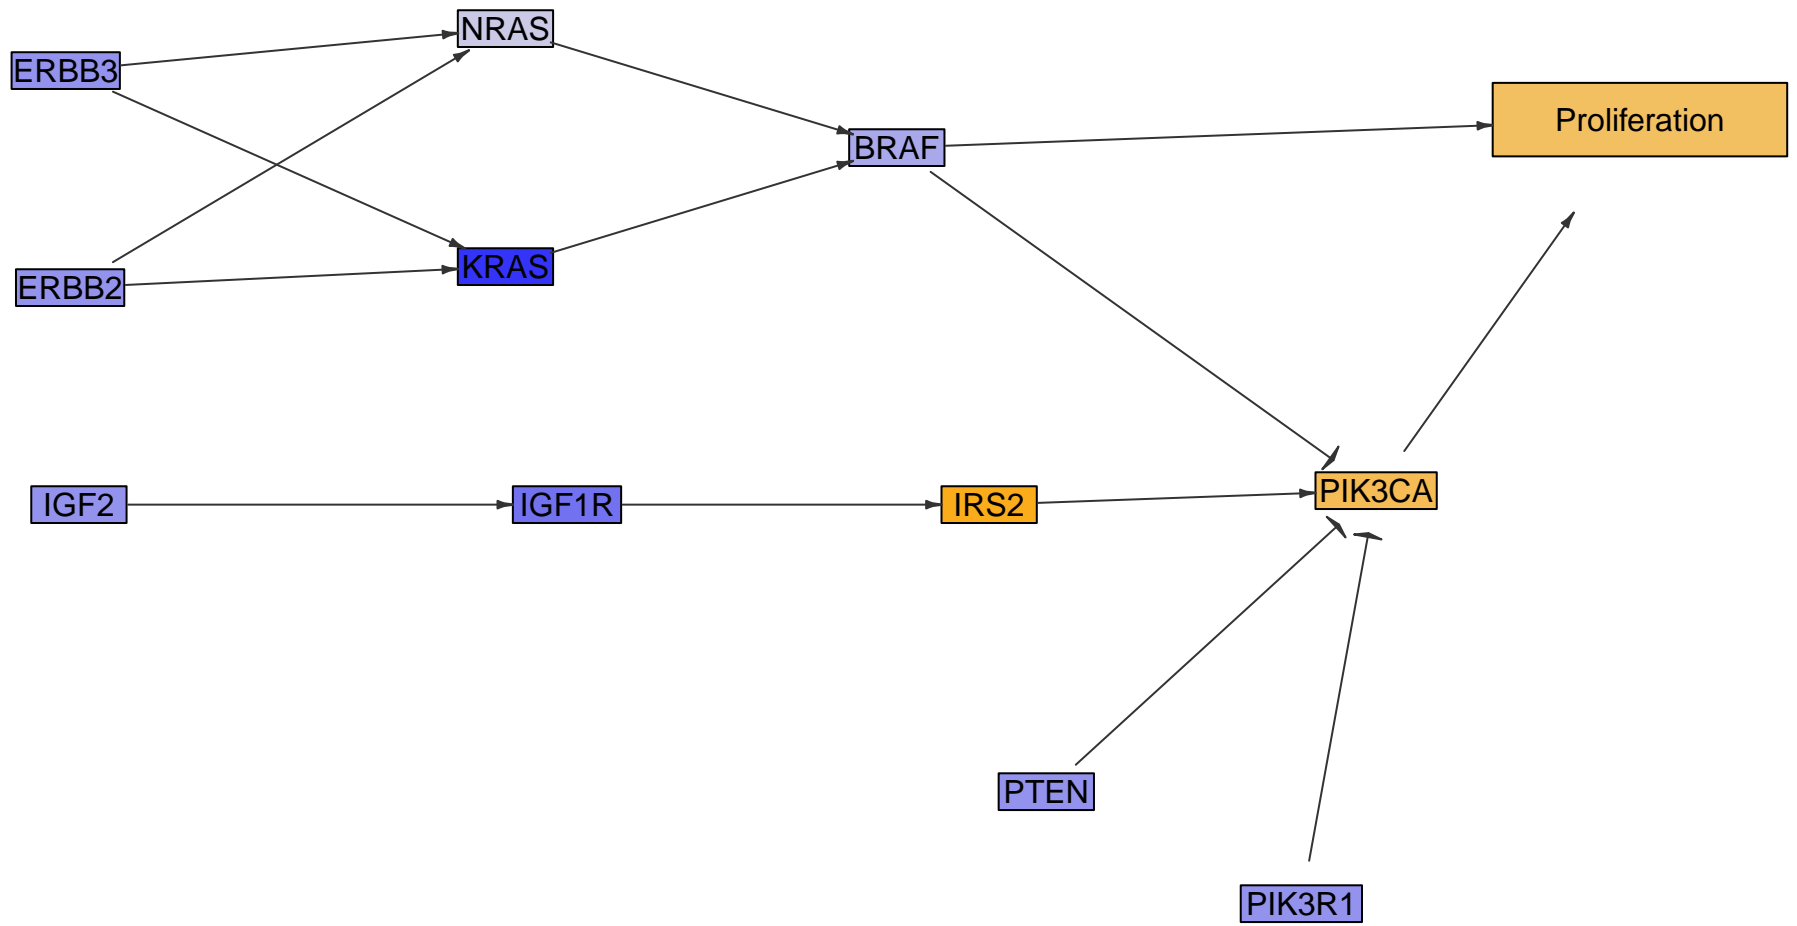 NRAS
ERBB3
Proliferation
BRAF
KRAS
ERBB2
IGF2
IGF1R
IRS2
PIK3CA
PTEN
PIK3R1